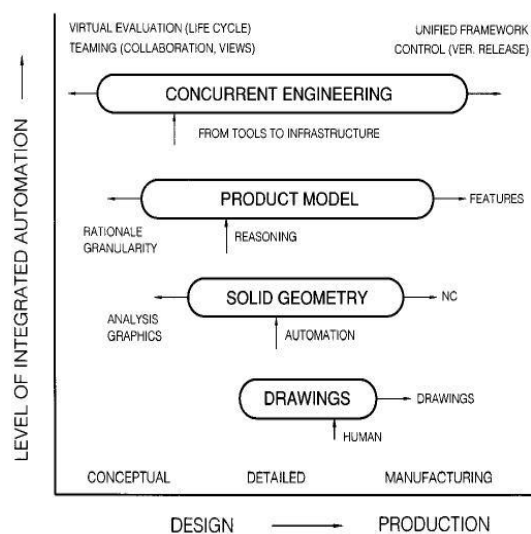 VIRTUAL EVALUATION (LIFE CYCLE)
TEAMING (COLLABORATION, VIEWS)
UNIFIED FRAMEWORK
CONTROL (VER. RELEASE)
CONCURRENT ENGINEERING
FROM TOOLS TO INFRASTRUCTURE
PRODUCT MODEL
FEATURES
RATIONALE
GRANULARITY
REASONING
SOLID GEOMETRY
NC
ANALYSIS
GRAPHICS
AUTOMATION
DRAWINGS
DRAWINGS
HUMAN
LEVEL OF INTEGRATED AUTOMATION
CONCEPTUAL DETAILED MANUFACTURING
DESIGN PRODUCTION